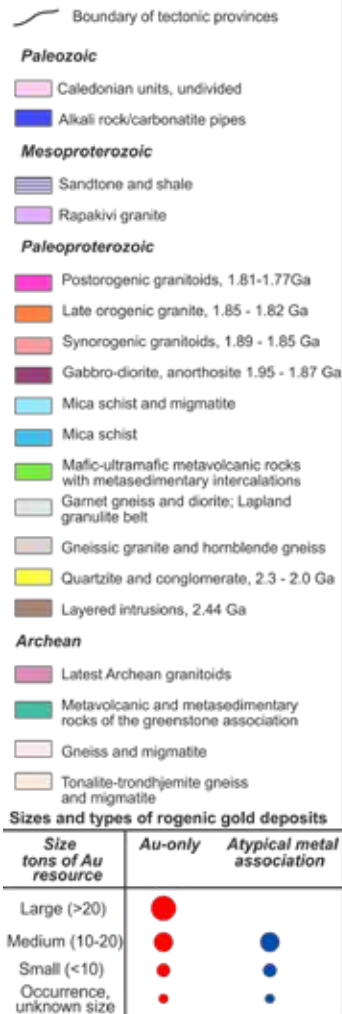 Boundary of tectonic provinces
Paleozoic
Caledonian units, undivided
Alkali rock/carbonatite pipes
Mesoproterozoic
Sandtone and shale
Rapakivi granite
Paleoproterozoic
Postorogenic granitoids, 1.81-1.77Ga
Late orogenic granite, 1.85 - 1.82 Ga
Synorogenic granitoids, 1.89 - 1.85 Ga
Gabbro-diorite, anorthosite 1.95 - 1.87 Ga
Mica schist and migmatite
Mica schist
Mafic-ultramafic metavolcanic rocks
with metasedimentary intercalations
Garnet gneiss and diorite; Lapland
granulite belt
Gneissic granite and hornblende gneiss
Quartzite and conglomerate, 2.3 - 2.0 Ga
Layered intrusions, 2.44 Ga
Archean
Latest Archean granitoids
Metavolcanic and metasedimentary
rocks of the greenstone association
Gneiss and migmatite
Tonalite-trondhjemite gneiss
and migmatite
Sizes and types of rogenic gold deposits
Size
tons of Au
resource
Au-only
Atypical metal
association
Large (>20)
Medium (10-20)
Small (<10)
Occurrence,
unknown size